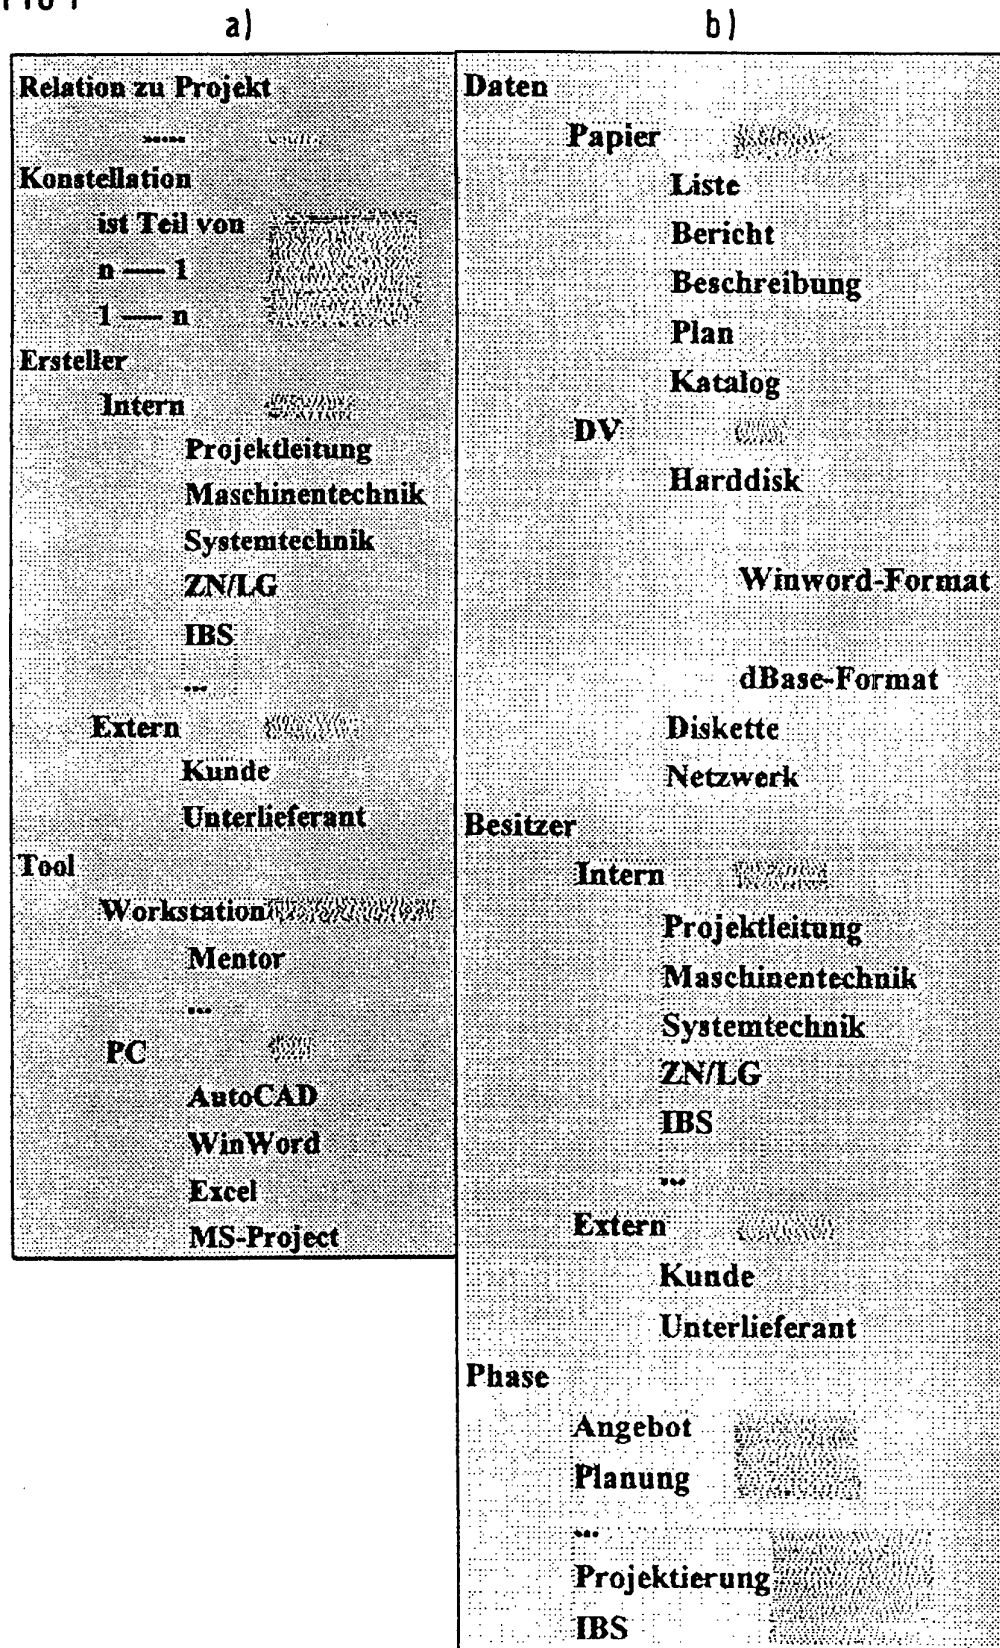 a)
Relation zu Projekt
.....
Konstellation
ist Teil von
n — 1
1 — n
Ersteller
Intern
Projektleitung
Maschinentechnik
Systemtechnik
ZN/LG
IBS
...
Extern
Kunde
Unterlieferant
Tool
Workstation
Mentor
...
PC
AutoCAD
WinWord
Excel
MS-Project
b)
Daten
Papier
Liste
Bericht
Beschreibung
Plan
Katalog
DV
Harddisk
Winword-Format
dBase-Format
Diskette
Netzwerk
Besitzer
Intern
Projektleitung
Maschinentechnik
Systemtechnik
ZN/LG
IBS
...
Extern
Kunde
Unterlieferant
Phase
Angebot
Planung
...
Projektierung
IBS